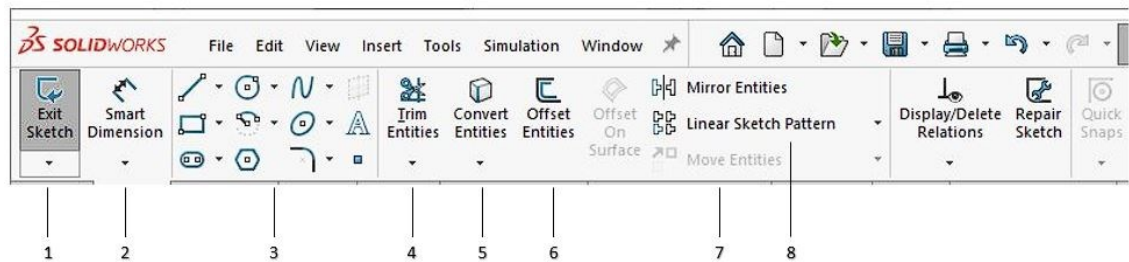 SOLIDWORKS File Edit View Insert Tools Simulation Window
Exit Sketch
Smart Dimension
A
Trim Entities
Convert Entities
Offset Entities
Offset On Surface
Mirror Entities
Linear Sketch Pattern
Move Entities
Display/Delete Relations
Repair Sketch
Quick Snaps
1 2 3 4 5 6 7 8